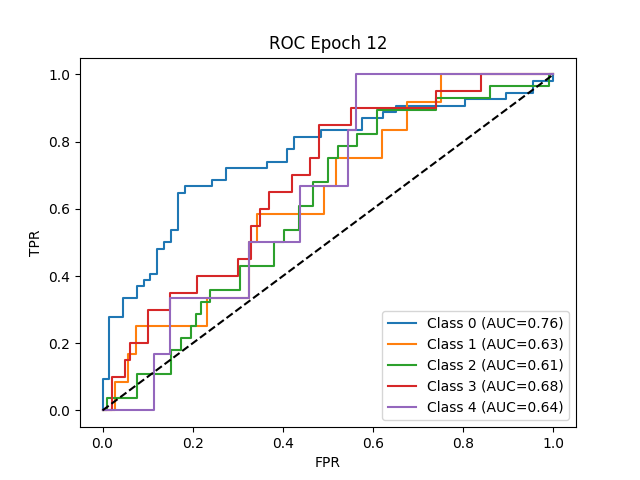 ROC Epoch 12
TPR
1.0
0.8
0.6
0.4
0.2
0.0
Class 0 (AUC=0.76)
Class 1 (AUC=0.63)
Class 2 (AUC=0.61)
Class 3 (AUC=0.68)
Class 4 (AUC=0.64)
0.0 0.2 0.4 0.6 0.8 1.0
FPR